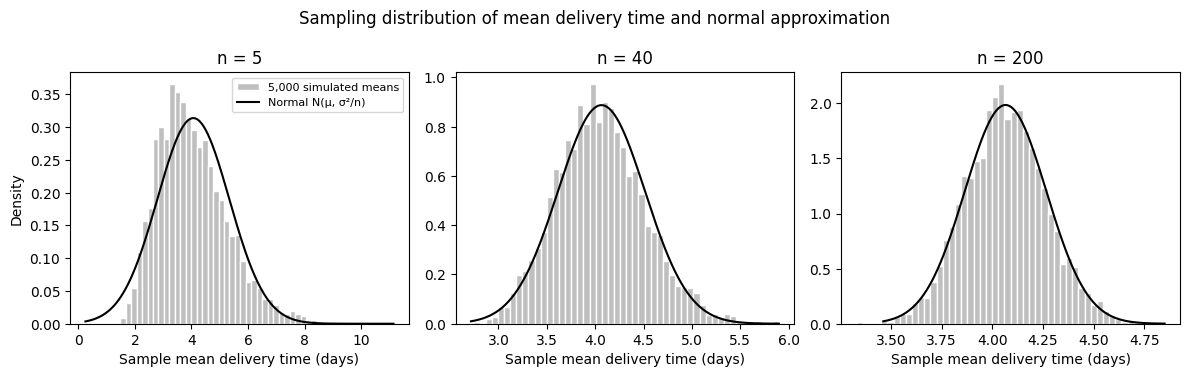 Sampling distribution of mean delivery time and normal approximation
n = 5
0.35
0.30
0.25
0.20
0.15
0.10
0.05
0.00
Density
5,000 simulated means
Normal N(μ, σ²/n)
0 2 4 6 8 10
Sample mean delivery time (days)
n = 40
1.0
0.8
0.6
0.4
0.2
0.0
3.0 3.5 4.0 4.5 5.0 5.5 6.0
Sample mean delivery time (days)
n = 200
2.0
1.5
1.0
0.5
0.0
3.50 3.75 4.00 4.25 4.50 4.75
Sample mean delivery time (days)